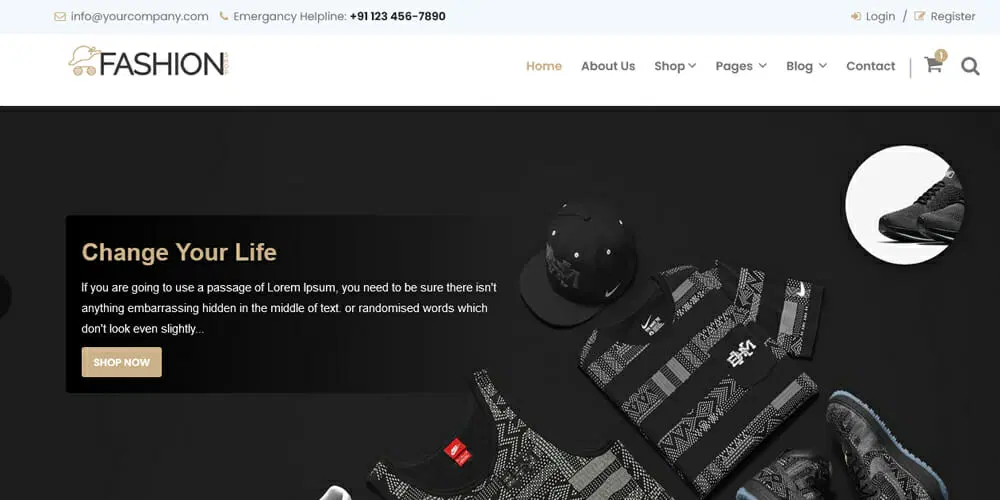 info@yourcompany.com Emergancy Helpline: +91 123 456-7890 Login / Register
FASHION
Home About Us Shop Pages Blog Contact 1
Change Your Life
If you are going to use a passage of Lorem Ipsum, you need to be sure there isn't
anything embarrassing hidden in the middle of text. or randomised words which
don't look even slightly...
SHOP NOW